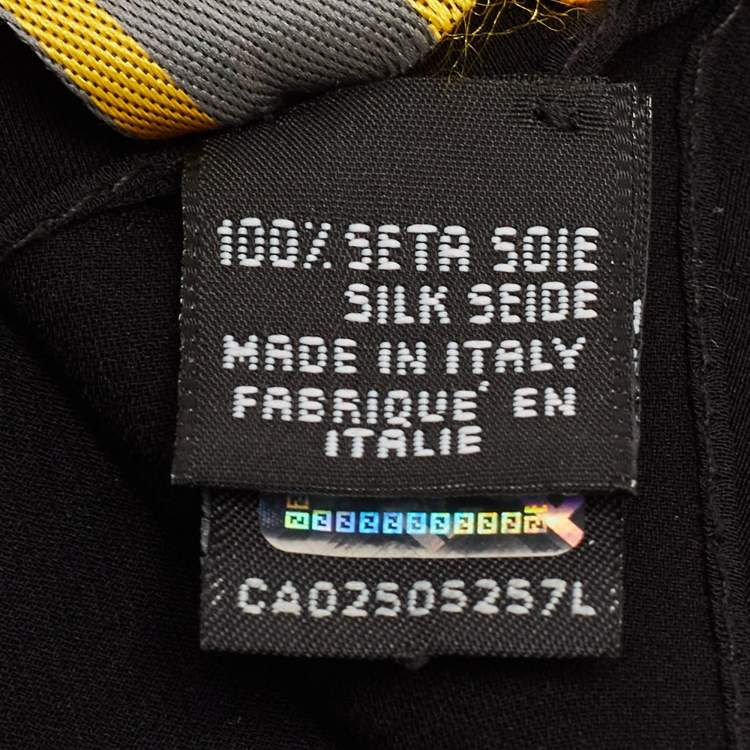 100% SETA SOIE
SILK SEIDE
MADE IN ITALY
FABRIQUE' EN
ITALIE
CA02505257L